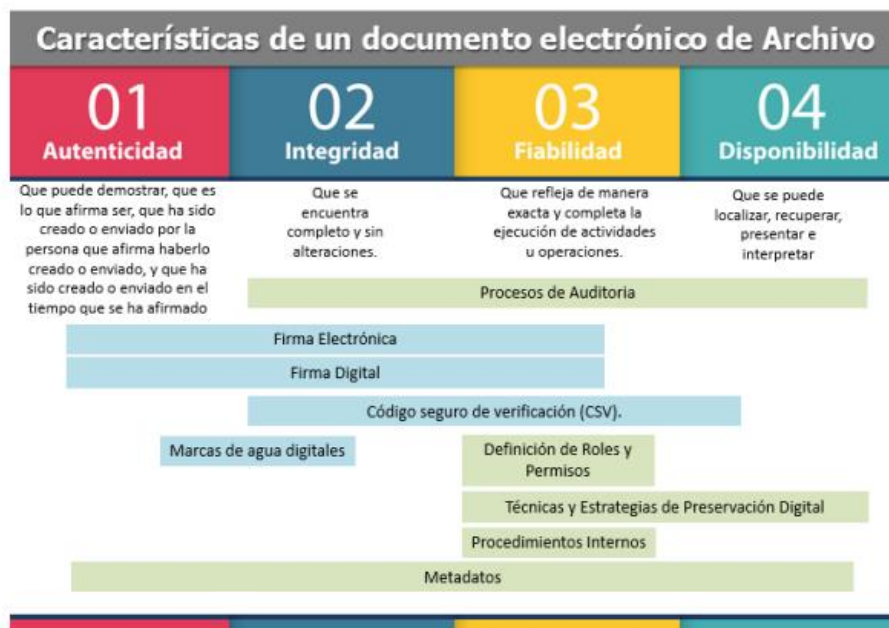 Características de un documento electrónico de Archivo
01
Autenticidad
02
Integridad
03
Fiabilidad
04
Disponibilidad
Que puede demostrar, que es
lo que afirma ser, que ha sido
creado o enviado por la
persona que afirma haberlo
creado o enviado, y que ha
sido creado o enviado en el
tiempo que se ha afirmado
Que se
encuentra
completo y sin
alteraciones.
Que refleja de manera
exacta y completa la
ejecución de actividades
u operaciones.
Que se puede
localizar, recuperar,
presentar e
interpretar
Procesos de Auditoria
Firma Electrónica
Firma Digital
Código seguro de verificación (CSV).
Marcas de agua digitales
Definición de Roles y
Permisos
Técnicas y Estrategias de Preservación Digital
Procedimientos Internos
Metadatos